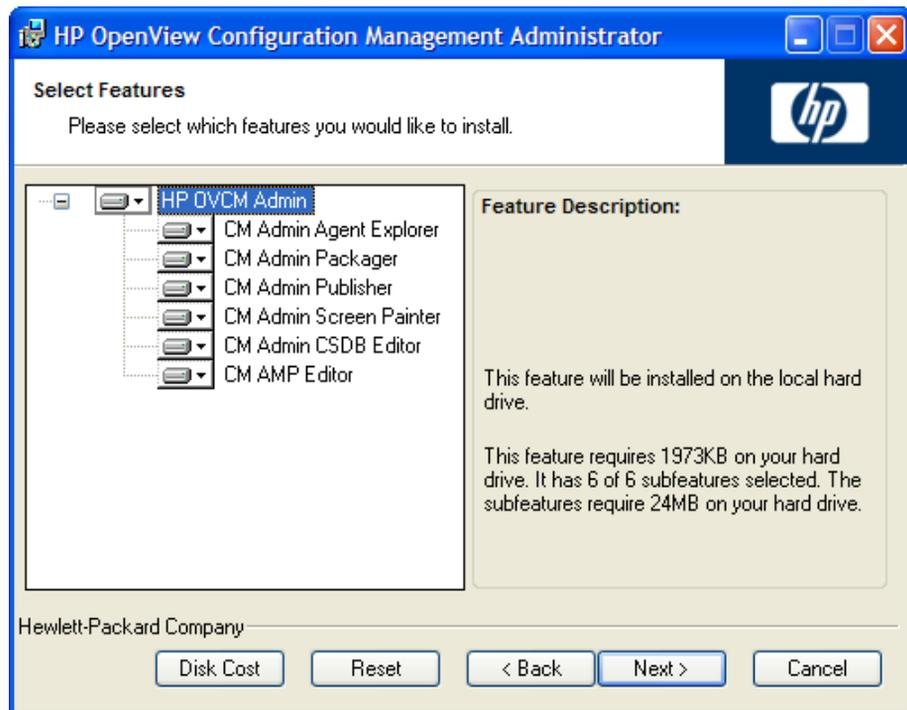 HP OpenView Configuration Management Administrator
Select Features
Please select which features you would like to install.
hp
HP OVCM Admin
CM Admin Agent Explorer
CM Admin Packager
CM Admin Publisher
CM Admin Screen Painter
CM Admin CSDB Editor
CM AMP Editor
Feature Description:
This feature will be installed on the local hard
drive.
This feature requires 1973KB on your hard
drive. It has 6 of 6 subfeatures selected. The
subfeatures require 24MB on your hard drive.
Hewlett-Packard Company
Disk Cost
Reset
< Back
Next >
Cancel